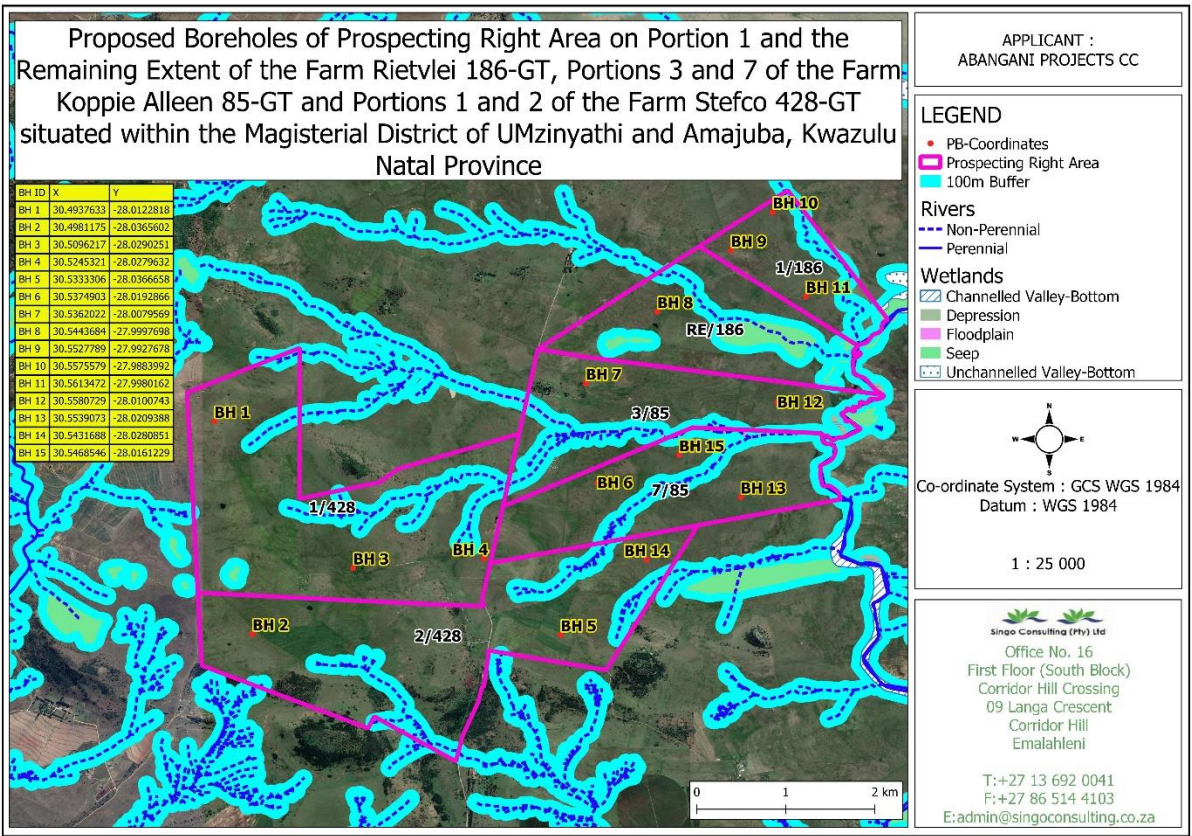 Proposed Boreholes of Prospecting Right Area on Portion 1 and the
Remaining Extent of the Farm Rietvlei 186-GT, Portions 3 and 7 of the Farm
Koppie Alleen 85-GT and Portions 1 and 2 of the Farm Stefco 428-GT
situated within the Magisterial District of UMzinyathi and Amajuba, Kwazulu
Natal Province
BH ID X Y
BH 1 30.4937633 -28.0122818
BH 2 30.4981175 -28.0365602
BH 3 30.5096217 -28.0290251
BH 4 30.5245321 -28.0279632
BH 5 30.5333306 -28.0366658
BH 6 30.5374903 -28.0192866
BH 7 30.5362022 -28.0079569
BH 8 30.5443684 -27.9997698
BH 9 30.5527789 -27.9927678
BH 10 30.5575579 -27.9883992
BH 11 30.5613472 -27.9980162
BH 12 30.5580729 -28.0100743
BH 13 30.5539073 -28.0209388
BH 14 30.5431688 -28.0280851
BH 15 30.5468546 -28.0161229
BH 10
BH 9
1/186
BH 11
BH 8
RE/186
BH 7
BH 12
BH 1
3/85
BH 15
BH 6
7/85
BH 13
1/428
BH 3
BH 4
BH 14
BH 2
2/428
BH 5
0 1 2 km
APPLICANT :
ABANGANI PROJECTS CC
LEGEND
PB-Coordinates
Prospecting Right Area
100m Buffer
Rivers
Non-Perennial
Perennial
Wetlands
Channelled Valley-Bottom
Depression
Floodplain
Seep
Unchannelled Valley-Bottom
N
W E
S
Co-ordinate System : GCS WGS 1984
Datum : WGS 1984
1 : 25 000
Singo Consulting (Pty) Ltd
Office No. 16
First Floor (South Block)
Corridor Hill Crossing
09 Langa Crescent
Corridor Hill
Emalahleni
T:+27 13 692 0041
F:+27 86 514 4103
E:admin@singoconsulting.co.za